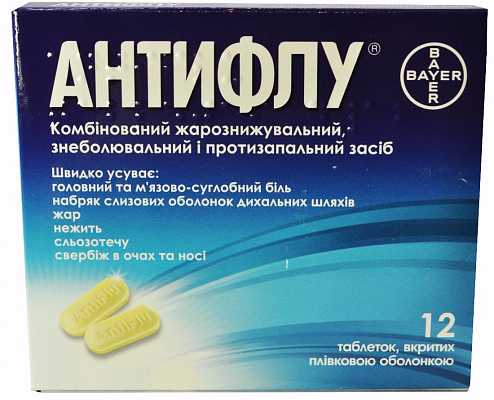 АНТИФЛУ®
BAYER
BAYER
Комбінований жарознижувальний,
знеболювальний і протизапальний засіб
Швидко усуває:
головний та м'язово-суглобний біль
набряк слизових оболонок дихальних шляхів
жар
нежить
сльозотечу
свербіж в очах та носі
12
таблеток, вкритих
плівковою оболонкою